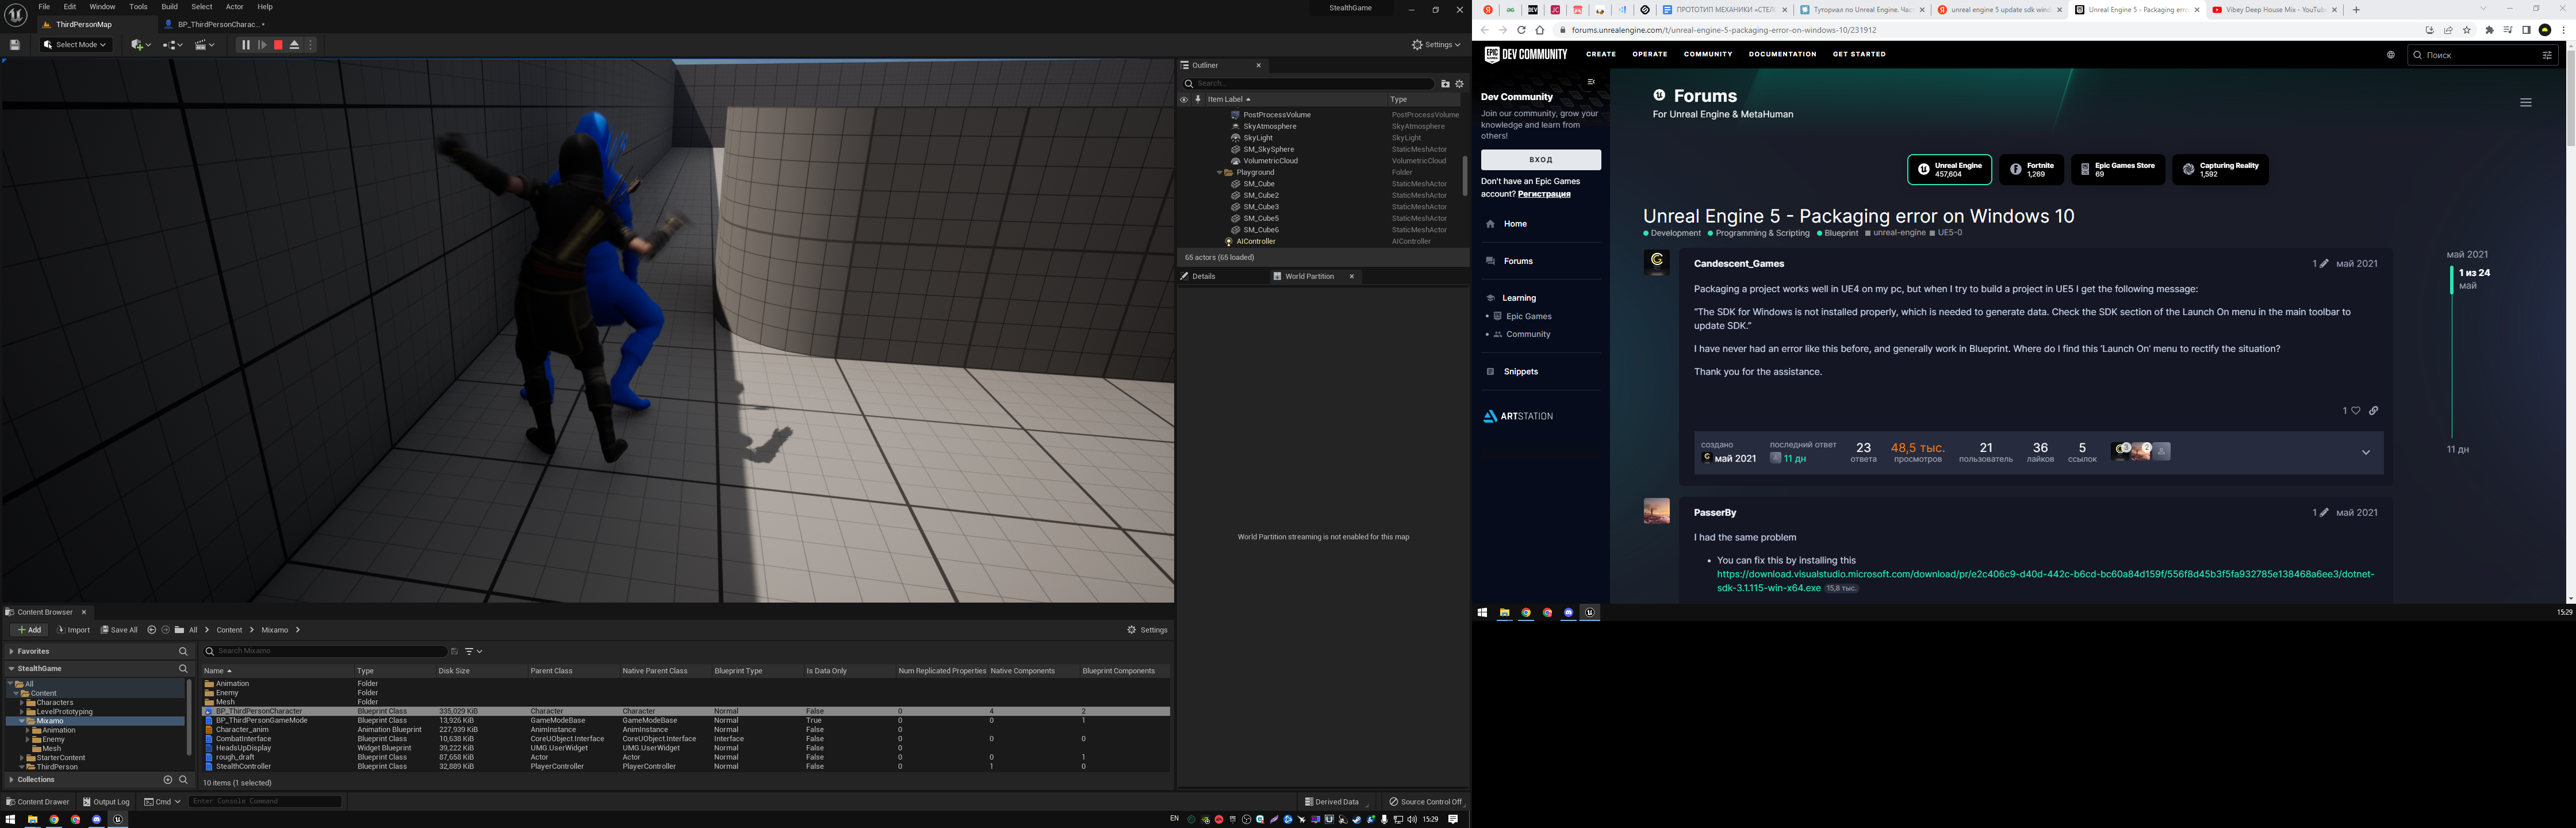 File Edit Window Tools Build Select Actor Help
StealthGame
ThirdPersonMap
BP_ThirdPersonCharac...
Select Mode
Settings
Outliner
Search...
Item Label
Type
PostProcessVolume PostProcessVolume
SkyAtmosphere SkyAtmosphere
SkyLight SkyLight
SM_SkySphere StaticMeshActor
VolumetricCloud VolumetricCloud
Playground Folder
SM_Cube StaticMeshActor
SM_Cube2 StaticMeshActor
SM_Cube3 StaticMeshActor
SM_Cube5 StaticMeshActor
SM_Cube6 StaticMeshActor
AIController AIController
65 actors (65 loaded)
Details
World Partition
World Partition streaming is not enabled for this map
Content Browser
Add Import Save All All Content Mixamo
Settings
Favorites
StealthGame
All
Content
Characters
LevelPrototyping
Mixamo
Animation
Enemy
Mesh
StarterContent
ThirdPerson
Collections
Search Mixamo
Name Type Disk Size Parent Class Native Parent Class Blueprint Type Is Data Only Num Replicated Properties Native Components Blueprint Components
Animation Folder
Enemy Folder
Mesh Folder
BP_ThirdPersonCharacter Blueprint Class 335,029 KiB Character Character Normal False 0 4 2
BP_ThirdPersonGameMode Blueprint Class 13,926 KiB GameModeBase GameModeBase Normal True 0 0 1
Character_anim Animation Blueprint 227,939 KiB AnimInstance AnimInstance Normal False 0
CombatInterface Blueprint Class 10,638 KiB CoreUObject.Interface CoreUObject.Interface Interface False 0 0 0
HeadsUpDisplay Widget Blueprint 39,222 KiB UMG.UserWidget UMG.UserWidget Normal False 0
rough_draft Blueprint Class 87,658 KiB Actor Actor Normal False 0 0 1
StealthController Blueprint Class 32,889 KiB PlayerController PlayerController Normal False 0 1 0
10 items (1 selected)
Content Drawer Output Log Cmd Enter Console Command
Derived Data Source Control Off
EN 15:29
ПРОТОТИП МЕХАНИКИ «СТЕЛС
Туториал по Unreal Engine. Час
unreal engine 5 update sdk wind
Unreal Engine 5 - Packaging erro
Vibey Deep House Mix - YouTube
forums.unrealengine.com/t/unreal-engine-5-packaging-error-on-windows-10/231912
EPIC GAMES DEV COMMUNITY
CREATE OPERATE COMMUNITY DOCUMENTATION GET STARTED
Поиск
Dev Community
Join our community, grow your
knowledge and learn from
others!
ВХОД
Don't have an Epic Games
account? Регистрация
Home
Forums
Learning
Epic Games
Community
Snippets
ARTSTATION
Forums
For Unreal Engine & MetaHuman
Unreal Engine
457,604
Fortnite
1,269
Epic Games Store
69
Capturing Reality
1,592
Unreal Engine 5 - Packaging error on Windows 10
Development Programming & Scripting Blueprint unreal-engine UE5-0
Candescent_Games
1 май 2021
Packaging a project works well in UE4 on my pc, but when I try to build a project in UE5 I get the following message:
“The SDK for Windows is not installed properly, which is needed to generate data. Check the SDK section of the Launch On menu in the main toolbar to
update SDK.”
I have never had an error like this before, and generally work in Blueprint. Where do I find this ‘Launch On’ menu to rectify the situation?
Thank you for the assistance.
1
создано
май 2021
последний ответ
11 дн
23
ответа
48,5 тыс.
просмотров
21
пользователь
36
лайков
5
ссылок
3
2
май 2021
1 из 24
май
11 дн
PasserBy
1 май 2021
I had the same problem
You can fix this by installing this
https://download.visualstudio.microsoft.com/download/pr/e2c406c9-d40d-442c-b6cd-bc60a84d159f/556f8d45b3f5fa932785e138468a6ee3/dotnet-
sdk-3.1.115-win-x64.exe 15,8 тыс.
15:29